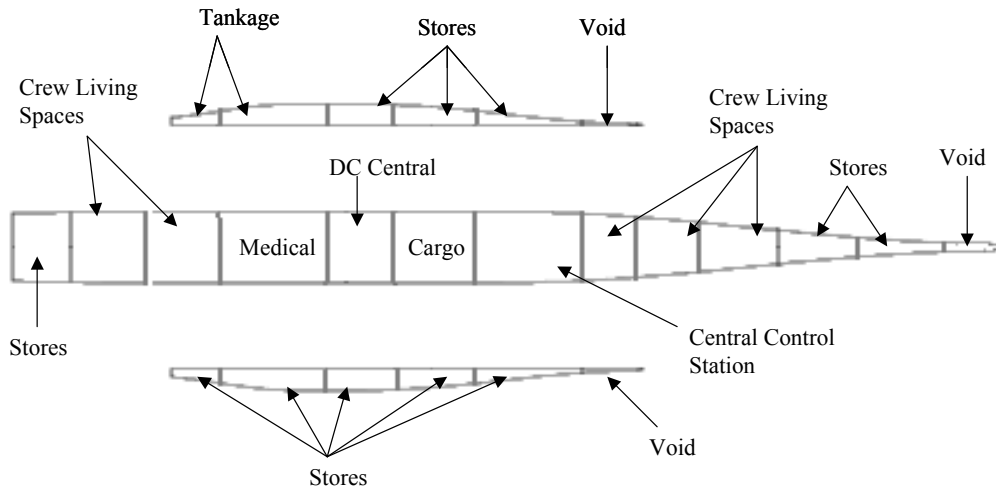 Tankage
Stores
Void
Crew Living
Spaces
Crew Living
Spaces
DC Central
Stores
Void
Medical
Cargo
Stores
Central Control
Station
Void
Stores